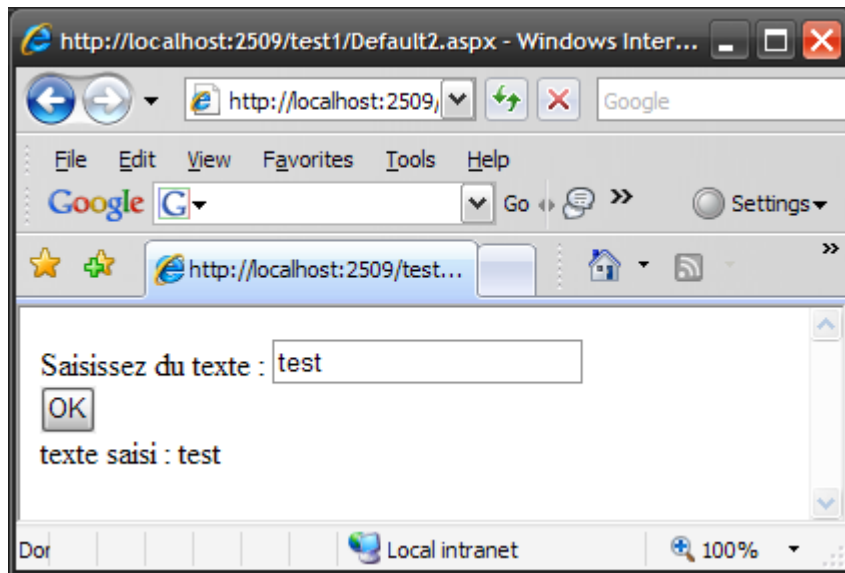 http://localhost:2509/test1/Default2.aspx - Windows Inter...
http://localhost:2509/ Google
File Edit View Favorites Tools Help
Google G Go Settings
http://localhost:2509/test...
Saisissez du texte : test
OK
texte saisi : test
Local intranet 100%